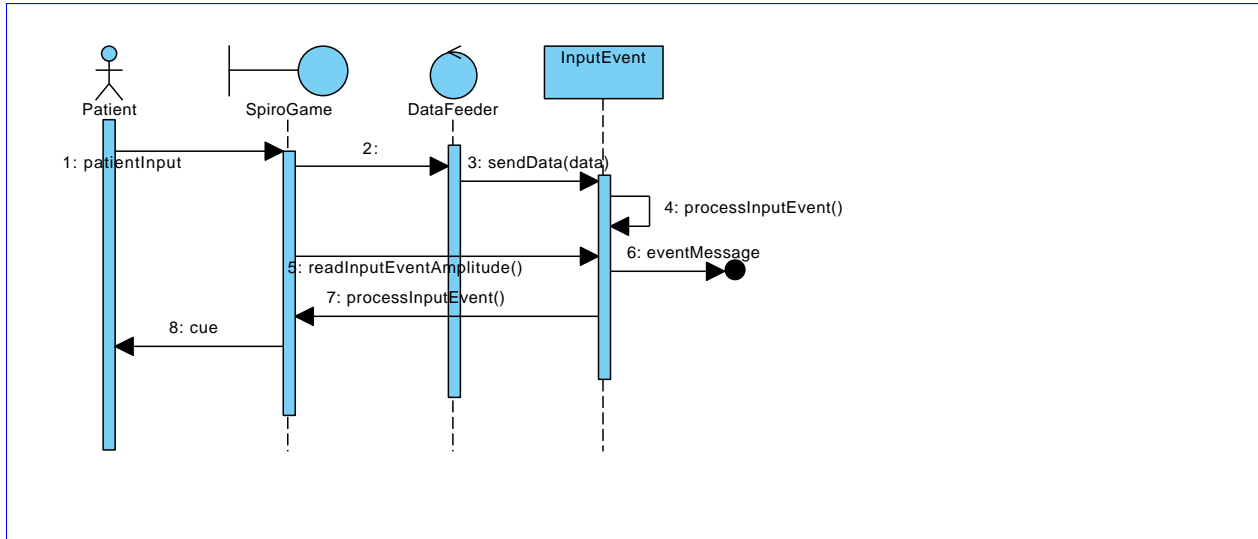 InputEvent
Patient
SpiroGame
DataFeeder
1: patientInput
2:
3: sendData(data)
4: processInputEvent()
5: readInputEventAmplitude()
6: eventMessage
7: processInputEvent()
8: cue